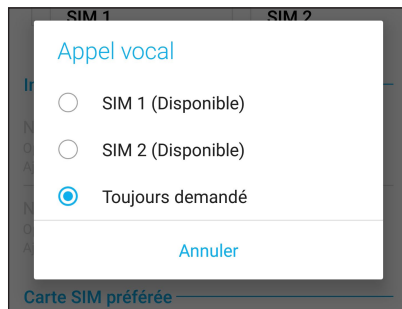 SIM 1
SIM 2
Appel vocal
SIM 1 (Disponible)
SIM 2 (Disponible)
Toujours demandé
Annuler
Carte SIM préférée